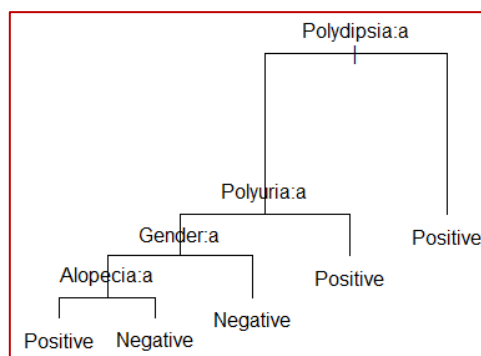 Polydipsia:a
Polyuria:a
Gender:a
Positive
Alopecia:a
Positive
Negative
Positive
Negative